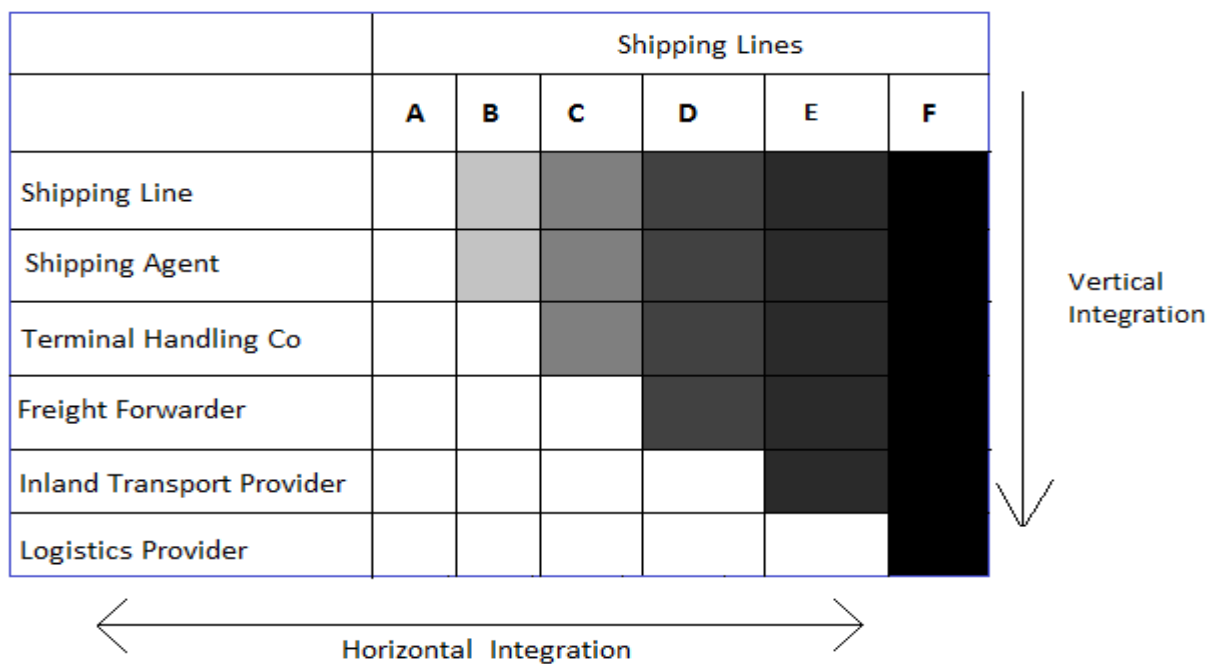 Shipping Lines
A B C D E F
Shipping Line
Shipping Agent
Terminal Handling Co
Freight Forwarder
Inland Transport Provider
Logistics Provider
Vertical
Integration
Horizontal Integration